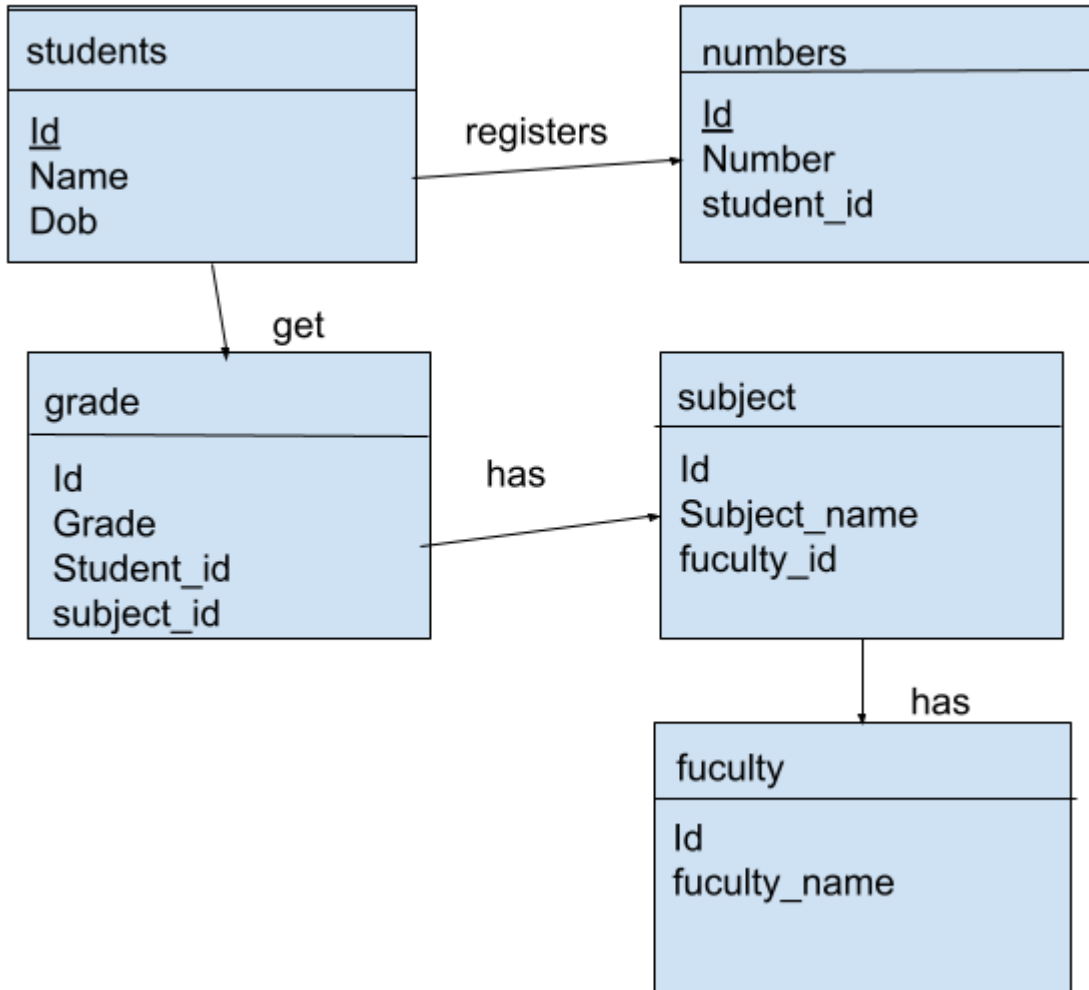 students
Id
Name
Dob
registers
numbers
Id
Number
student_id
get
grade
Id
Grade
Student_id
subject_id
has
subject
Id
Subject_name
fuculty_id
has
fuculty
Id
fuculty_name